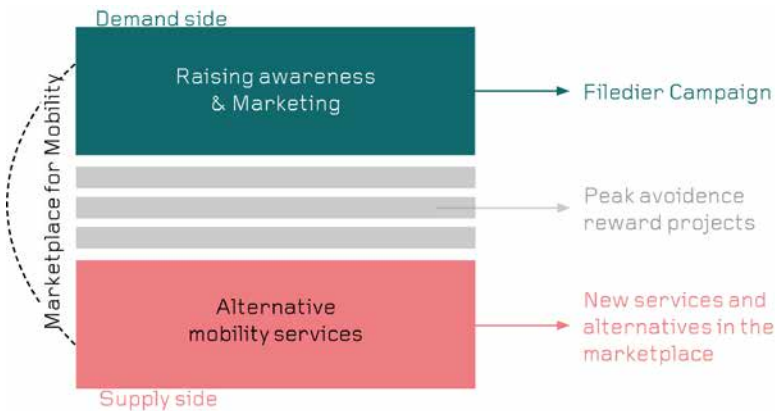 Demand side
Marketplace for Mobility
Raising awareness
& Marketing
Filedier Campaign
Peak avoidence
reward projects
Alternative
mobility services
New services and
alternatives in the
marketplace
Supply side